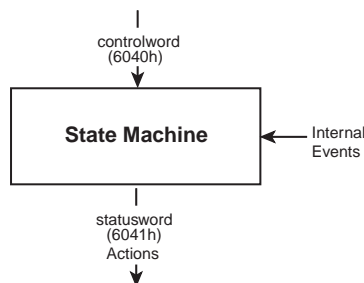 controlword
(6040h)
State Machine
Internal
Events
statusword
(6041h)
Actions